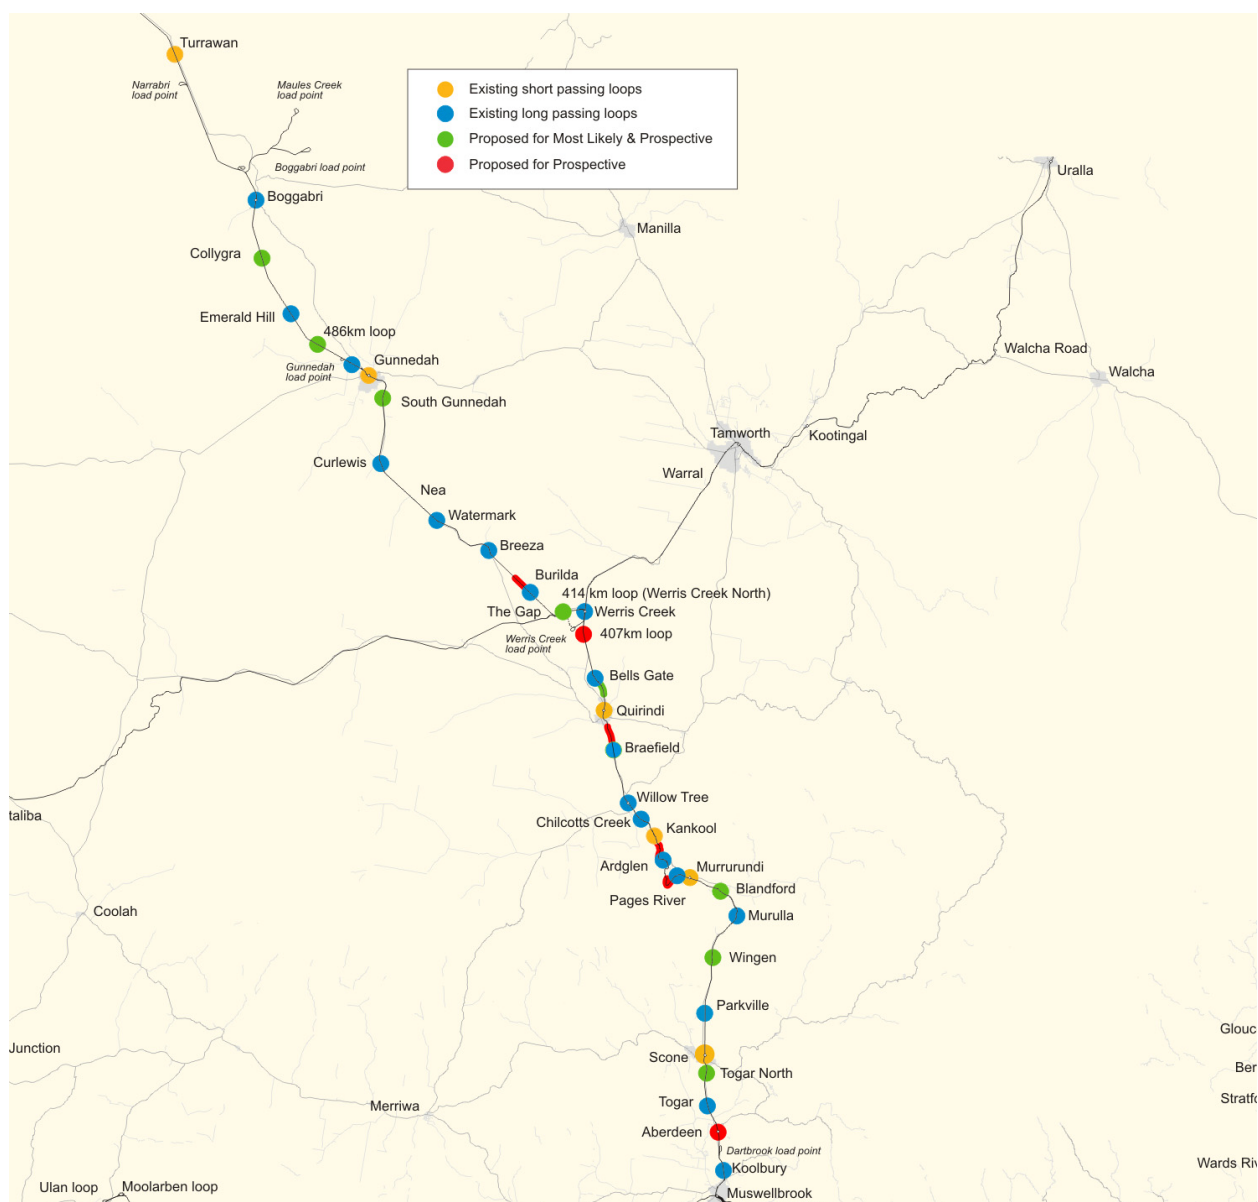 Turrawan
Narrabri
load point
Maules Creek
load point
Existing short passing loops
Existing long passing loops
Proposed for Most Likely & Prospective
Proposed for Prospective
Boggabri load point
Uralla
Boggabri
Manilla
Collygra
Emerald Hill
486km loop
Gunnedah
Gunnedah
load point
Walcha Road
Walcha
South Gunnedah
Tamworth
Kootingal
Curlewis
Warral
Nea
Watermark
Breeza
Burilda
414 km loop (Werris Creek North)
The Gap
Werris Creek
Werris Creek
load point
407km loop
Bells Gate
Quirindi
Braefield
Willow Tree
taliba
Chilcotts Creek
Kankool
Ardglen
Murrurundi
Pages River
Blandford
Coolah
Murulla
Wingen
Parkville
Glouc
Junction
Scone
Ber
Togar North
Stratfo
Merriwa
Togar
Aberdeen
Dartbrook load point
Wards Riv
Koolbury
Ulan loop
Moolarben loop
Muswellbrook